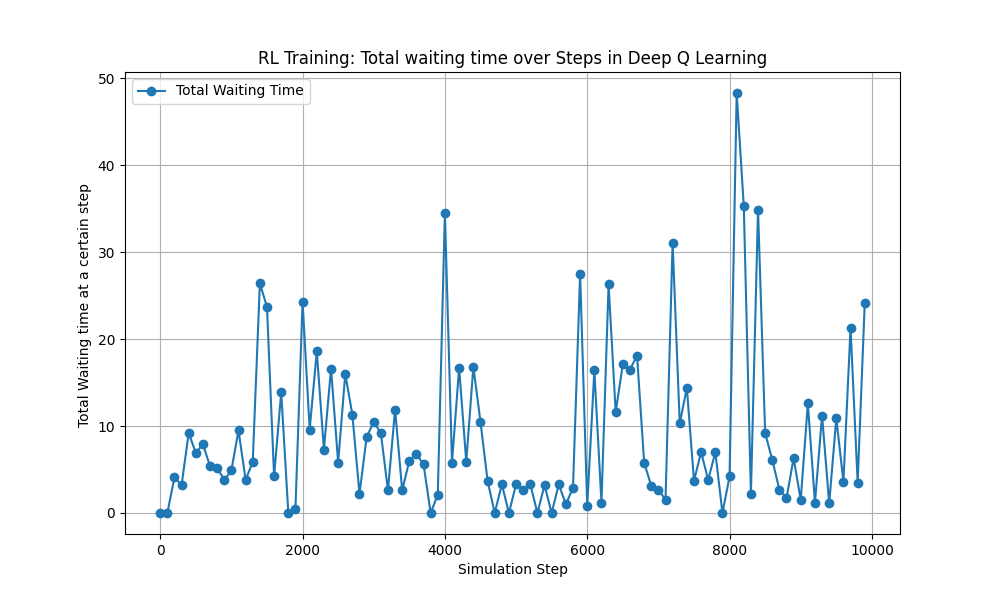 RL Training: Total waiting time over Steps in Deep Q Learning
Total Waiting Time
Total Waiting time at a certain step
50
40
30
20
10
0
0 2000 4000 6000 8000 10000
Simulation Step